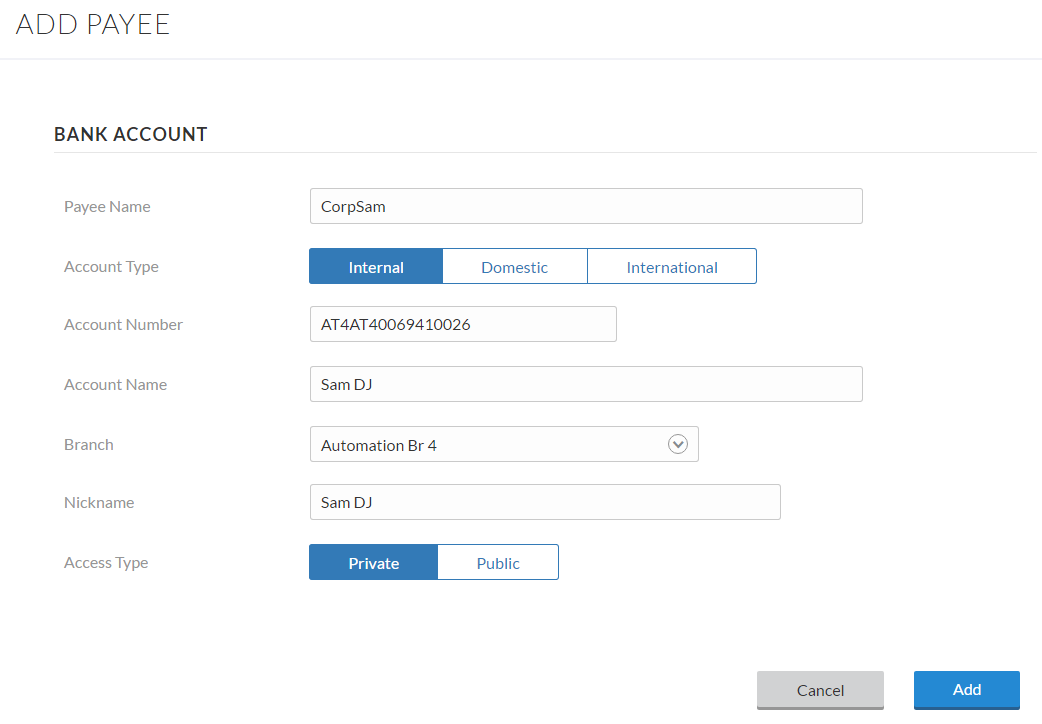 ADD PAYEE
BANK ACCOUNT
Payee Name CorpSam
Account Type Internal Domestic International
Account Number AT4AT40069410026
Account Name Sam DJ
Branch Automation Br 4
Nickname Sam DJ
Access Type Private Public
Cancel Add